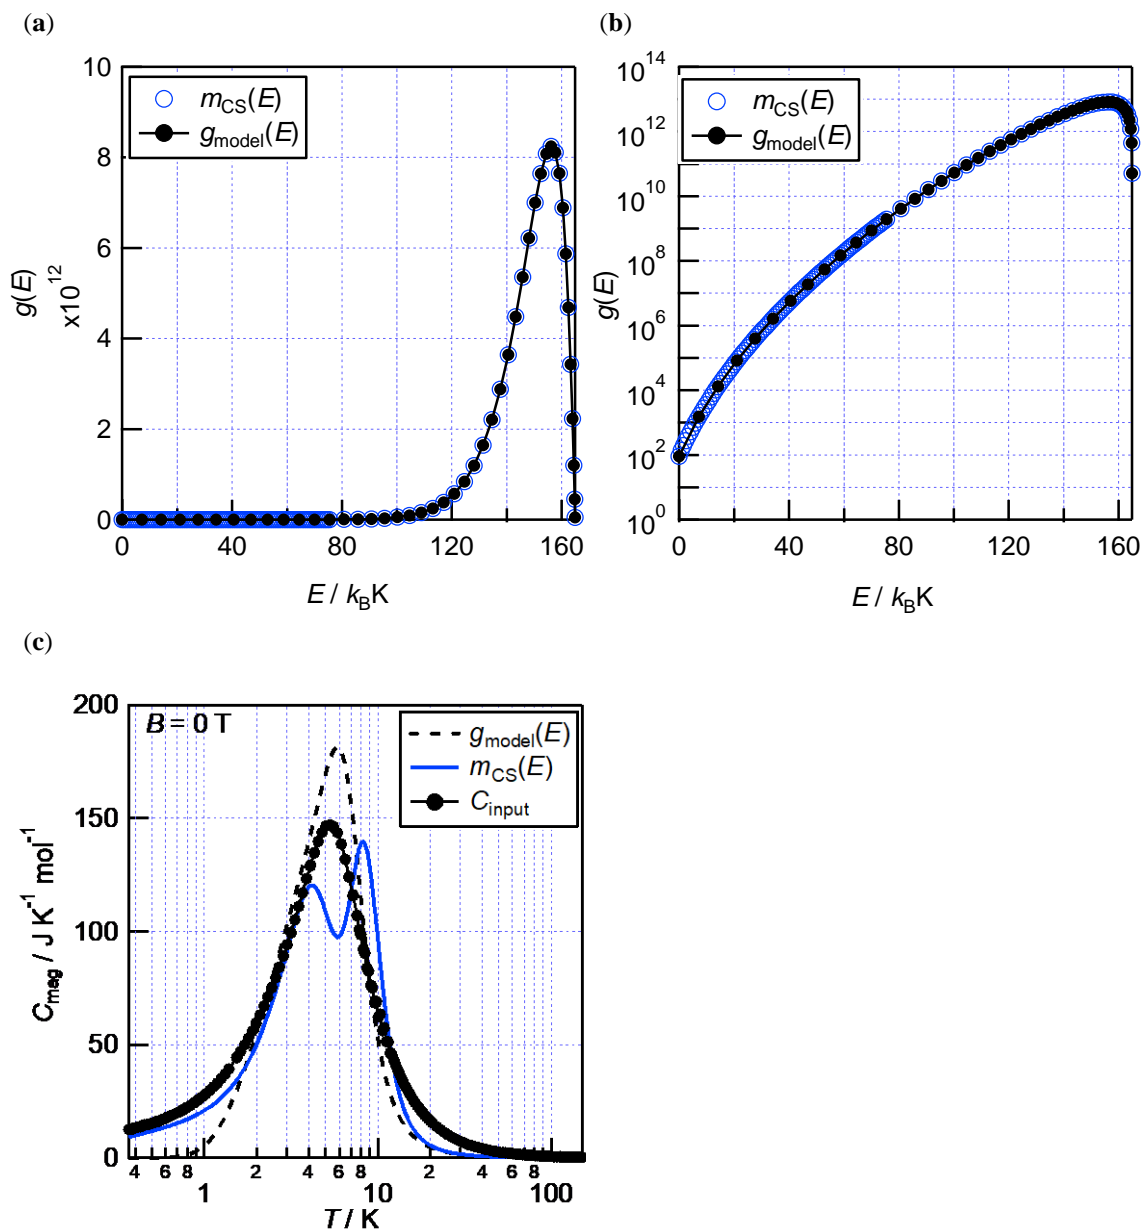 (a)
10
8
6
4
2
0
g(E)
x10^12
m_CS(E)
g_model(E)
0 40 80 120 160
E / k_BK
(b)
10^14
10^12
10^10
10^8
10^6
10^4
10^2
10^0
g(E)
m_CS(E)
g_model(E)
0 40 80 120 160
E / k_BK
(c)
200
150
100
50
0
C_mag / J K^-1 mol^-1
B = 0 T
g_model(E)
m_CS(E)
C_input
4 6 8 2 4 6 8 2 4 6 8
1 10 100
T / K